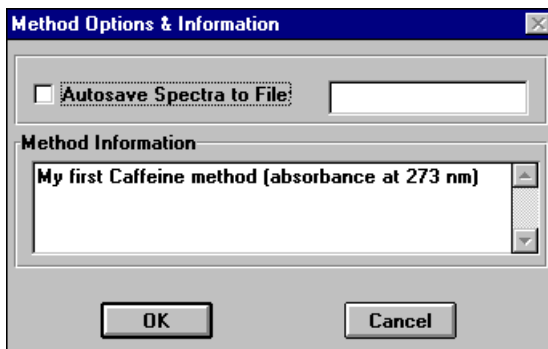 Method Options & Information
Autosave Spectra to File:
Method Information
My first Caffeine method (absorbance at 273 nm)
OK Cancel